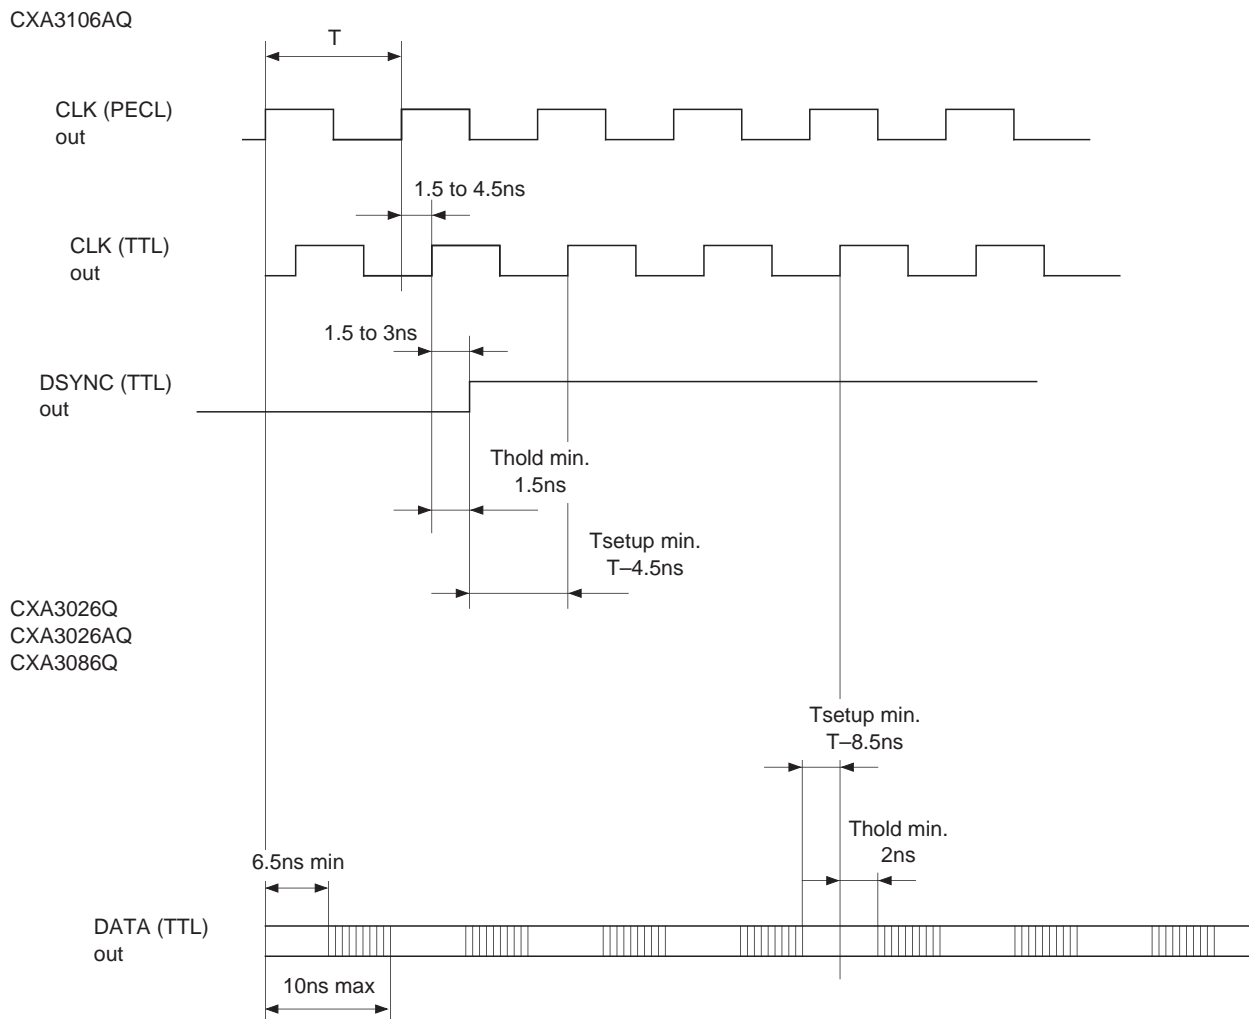 CXA3106AQ
T
CLK (PECL)
out
1.5 to 4.5ns
CLK (TTL)
out
1.5 to 3ns
DSYNC (TTL)
out
Thold min.
1.5ns
Tsetup min.
T–4.5ns
CXA3026Q
CXA3026AQ
CXA3086Q
Tsetup min.
T–8.5ns
Thold min.
2ns
6.5ns min
DATA (TTL)
out
10ns max